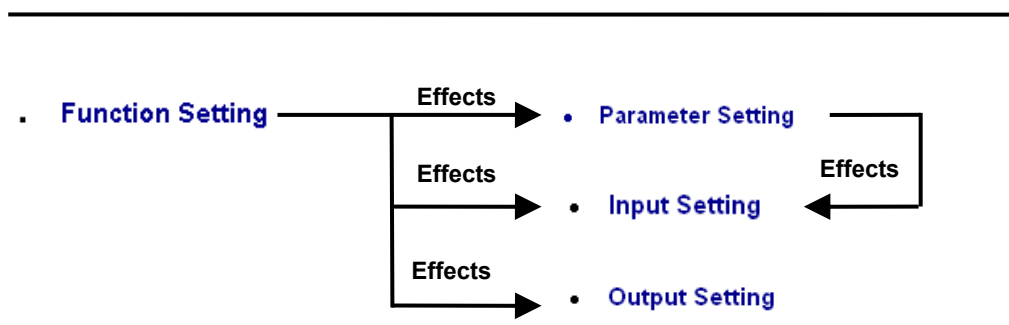 Effects
. Function Setting
• Parameter Setting
Effects
Effects
• Input Setting
Effects
• Output Setting